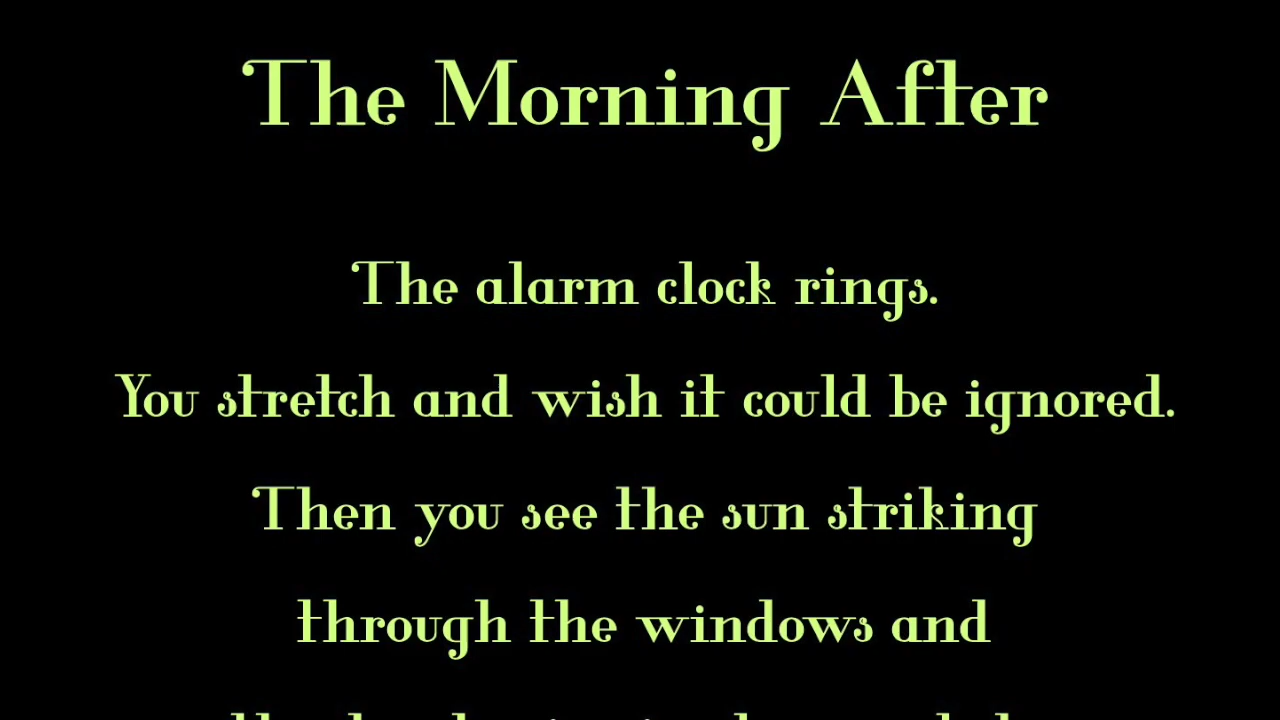 The Morning After
The alarm clock rings.
You stretch and wish it could be ignored.
Then you see the sun striking
through the windows and